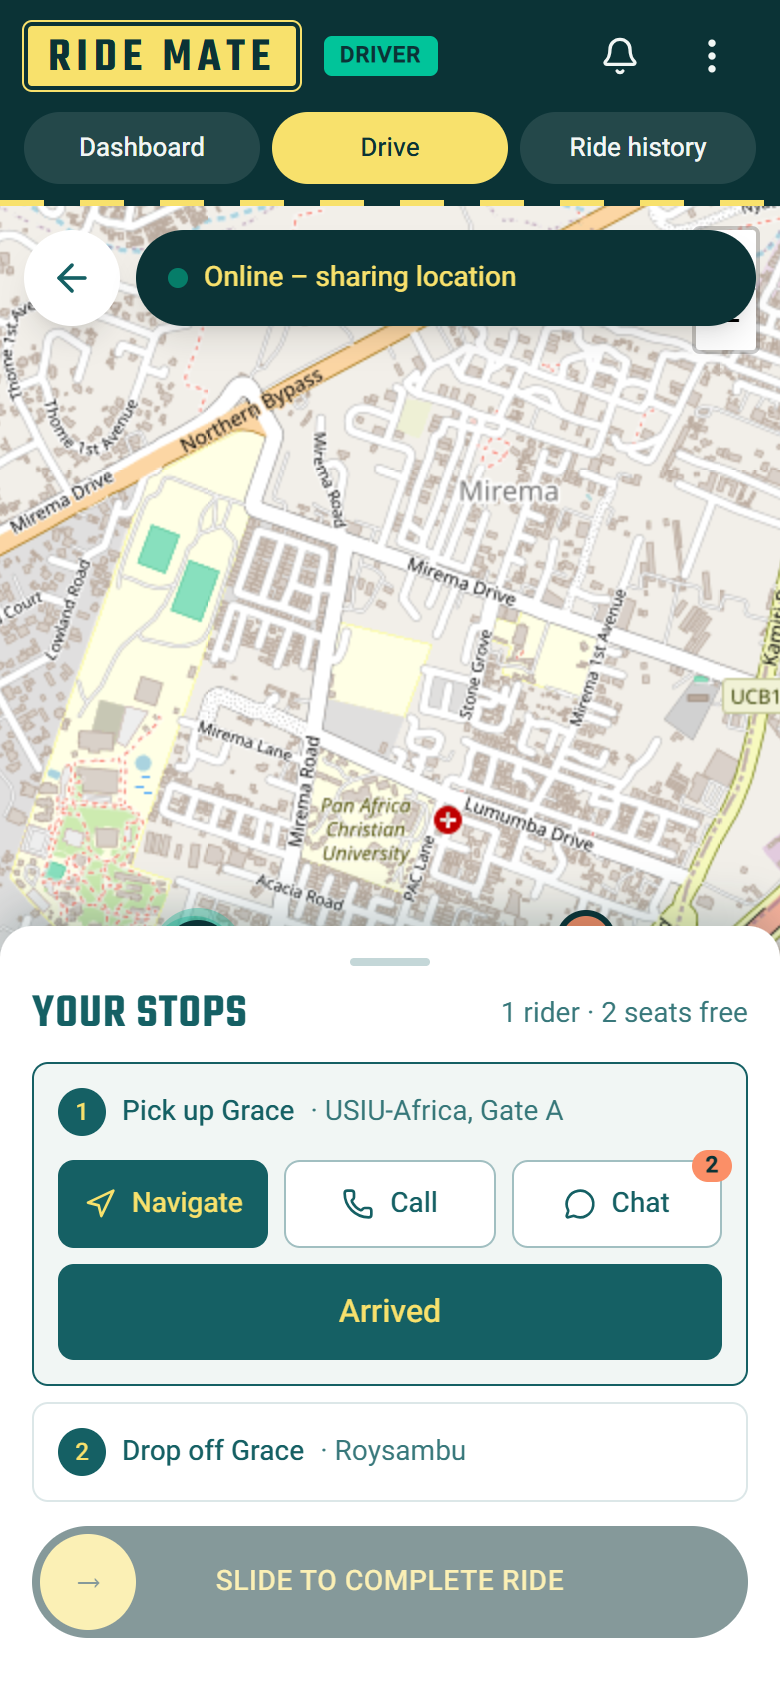 RIDE MATE
DRIVER
Dashboard
Drive
Ride history
Online – sharing location
Thome 1st Avenue
Northern Bypass
Mirema Drive
Mirema Road
Mirema
Mirema Drive
Lowland Road
Court
Stone Grove
Mirema 1st Avenue
UCB1
Mirema Lane
Mirema Road
Pan Africa
Christian
University
Lumumba Drive
PAC Lane
Acacia Road
YOUR STOPS
1 rider · 2 seats free
1
Pick up Grace · USIU-Africa, Gate A
2
Navigate
Call
Chat
Arrived
2
Drop off Grace · Roysambu
→
SLIDE TO COMPLETE RIDE